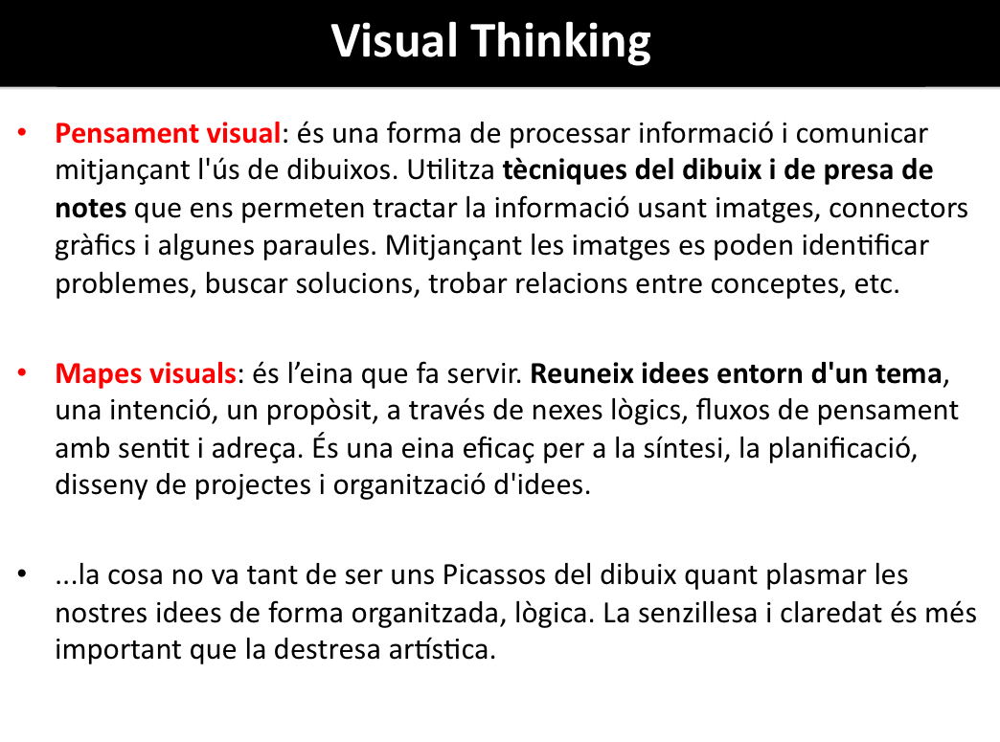 Visual Thinking
• Pensament visual: és una forma de processar informació i comunicar
mitjançant l'ús de dibuixos. Utilitza tècniques del dibuix i de presa de
notes que ens permeten tractar la informació usant imatges, connectors
gràfics i algunes paraules. Mitjançant les imatges es poden identificar
problemes, buscar solucions, trobar relacions entre conceptes, etc.
• Mapes visuals: és l’eina que fa servir. Reuneix idees entorn d'un tema,
una intenció, un propòsit, a través de nexes lògics, fluxos de pensament
amb sentit i adreça. És una eina eficaç per a la síntesi, la planificació,
disseny de projectes i organització d'idees.
• ...la cosa no va tant de ser uns Picassos del dibuix quant plasmar les
nostres idees de forma organitzada, lògica. La senzillesa i claredat és més
important que la destresa artística.